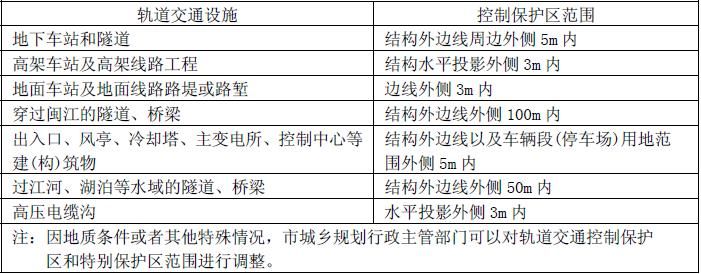 轨道交通设施 控制保护区范围
地下车站和隧道 结构外边线周边外侧 5m 内
高架车站及高架线路工程 结构水平投影外侧 3m 内
地面车站及地面线路路堤或路堑 边线外侧 3m 内
穿过闽江的隧道、桥梁 结构外边线外侧 100m 内
出入口、风亭、冷却塔、主变电所、控制中心等 结构外边线以及车辆段(停车场)用地范
建(构)筑物 围外侧 5m 内
过江河、湖泊等水域的隧道、桥梁 结构外边线外侧 50m 内
高压电缆沟 水平投影外侧 3m 内
注：因地质条件或者其他特殊情况，市城乡规划行政主管部门可以对轨道交通控制保护
区和特别保护区范围进行调整。